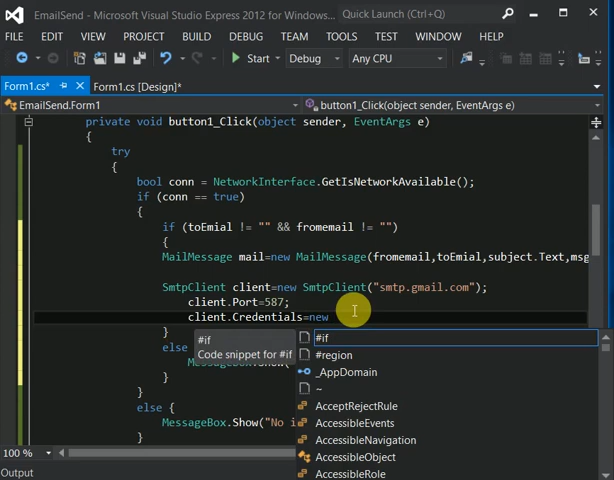 EmailSend - Microsoft Visual Studio Express 2012 for Windows...
Quick Launch (Ctrl+Q)
FILE EDIT VIEW PROJECT BUILD DEBUG TEAM TOOLS TEST WINDOW HELP
Start Debug Any CPU
Form1.cs* Form1.cs [Design]*
EmailSend.Form1 button1_Click(object sender, EventArgs e)
private void button1_Click(object sender, EventArgs e)
{
try
{
bool conn = NetworkInterface.GetIsNetworkAvailable();
if (conn == true)
{
if (toEmial != "" && fromemail != "")
{
MailMessage mail=new MailMessage(fromemail,toEmial,subject.Text,msg
SmtpClient client=new SmtpClient("smtp.gmail.com");
client.Port=587;
client.Credentials=new
}
else
}
}
else {
MessageBox.Show("No i
}
#if
Code snippet for #if
#if
#region
_AppDomain
~
AcceptRejectRule
AccessibleEvents
AccessibleNavigation
AccessibleObject
AccessibleRole
100 %
Output